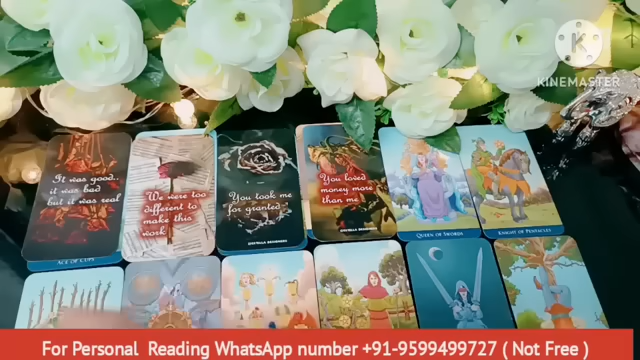 KINEMASTER
It was good..
it was bad
but it was real
We were too
different to
make this
work
You took me
for granted
You loved
money more
than me
QUEEN OF SWORDS
KNIGHT OF PENTACLES
ACE OF CUPS
For Personal Reading WhatsApp number +91-9599499727 ( Not Free )